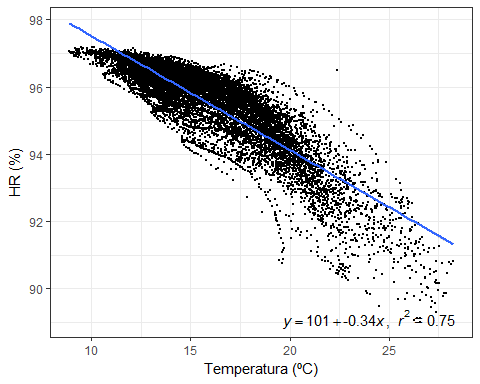 HR (%)
98
96
94
92
90
y = 101 + -0.34x, r² = 0.75
10 15 20 25
Temperatura (ºC)